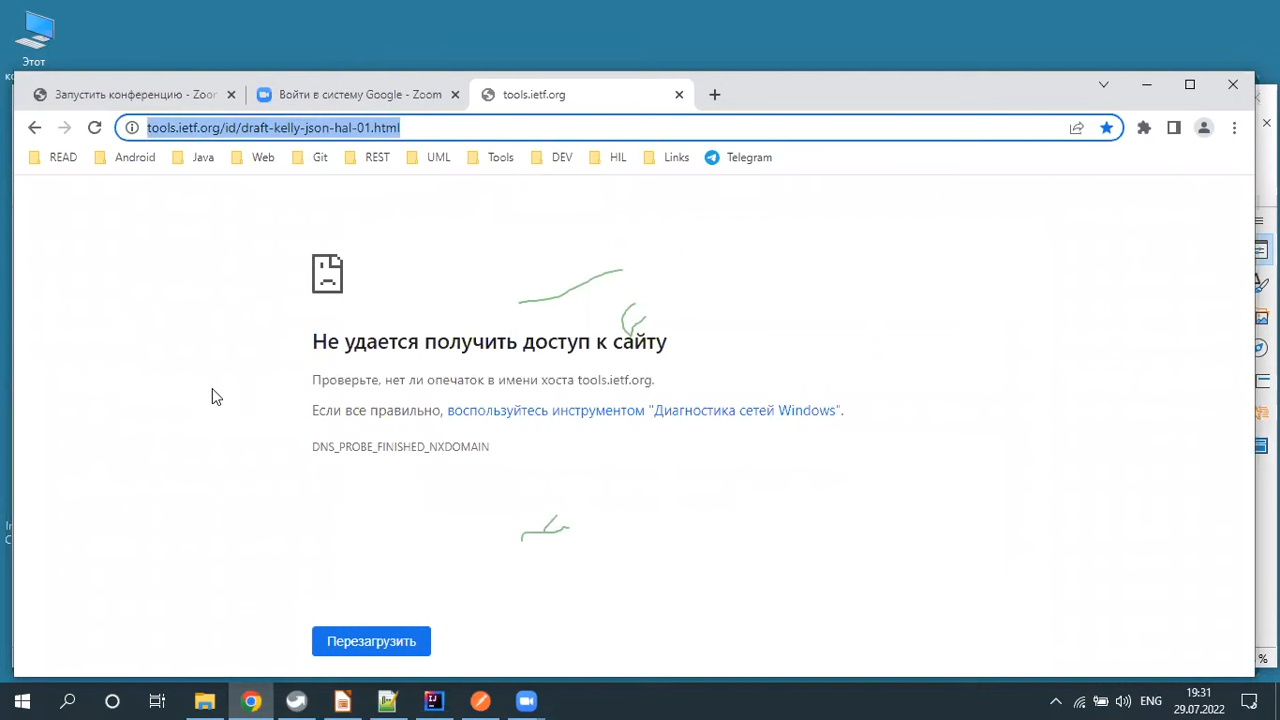 Этот
Запустить конференцию - Zoor
Войти в систему Google - Zoom
tools.ietf.org
tools.ietf.org/id/draft-kelly-json-hal-01.html
READ
Android
Java
Web
Git
REST
UML
Tools
DEV
HIL
Links
Telegram
Не удается получить доступ к сайту
Проверьте, нет ли опечаток в имени хоста tools.ietf.org.
Если все правильно, воспользуйтесь инструментом "Диагностика сетей Windows".
DNS_PROBE_FINISHED_NXDOMAIN
Перезагрузить
%
ENG
19:31
29.07.2022